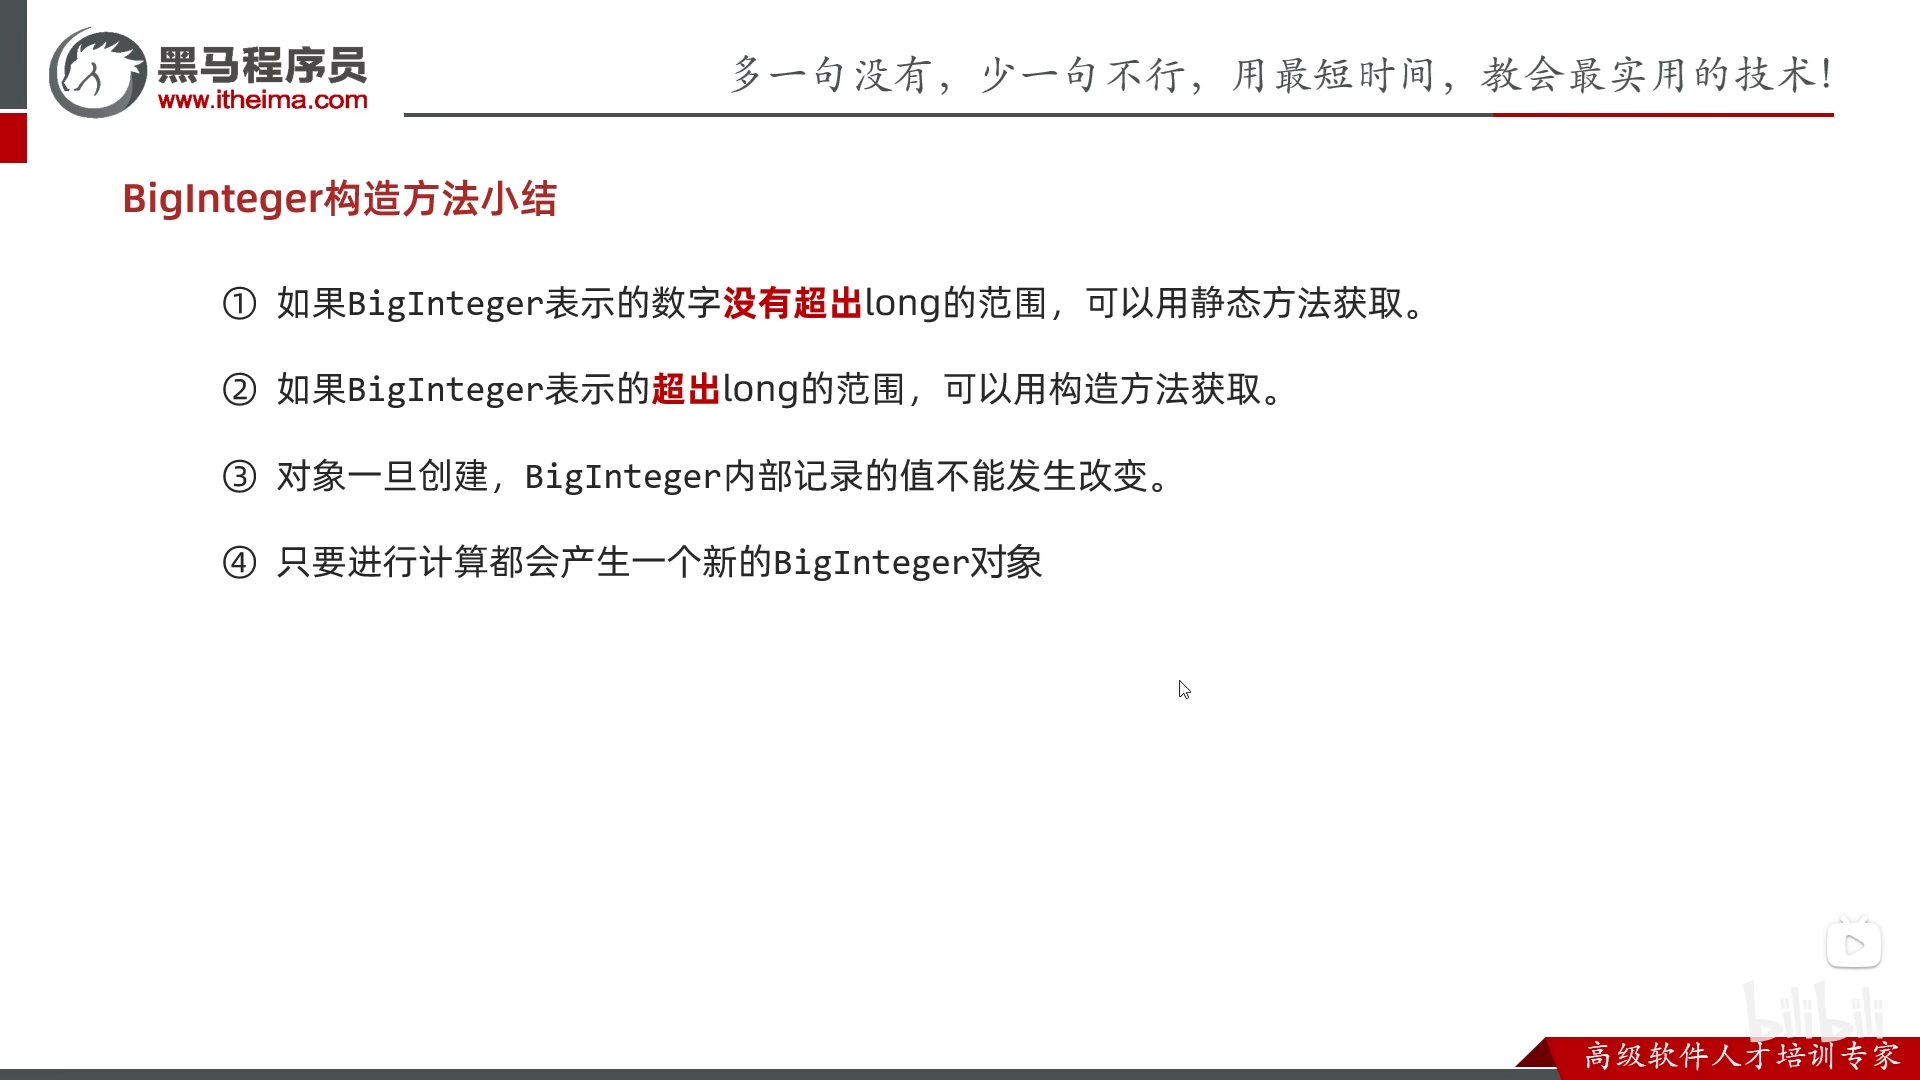 黑马程序员
www.itheima.com
多一句没有，少一句不行，用最短时间，教会最实用的技术！
BigInteger构造方法小结
① 如果BigInteger表示的数字没有超出long的范围，可以用静态方法获取。
② 如果BigInteger表示的超出long的范围，可以用构造方法获取。
③ 对象一旦创建，BigInteger内部记录的值不能发生改变。
④ 只要进行计算都会产生一个新的BigInteger对象
bilibili
高级软件人才培训专家